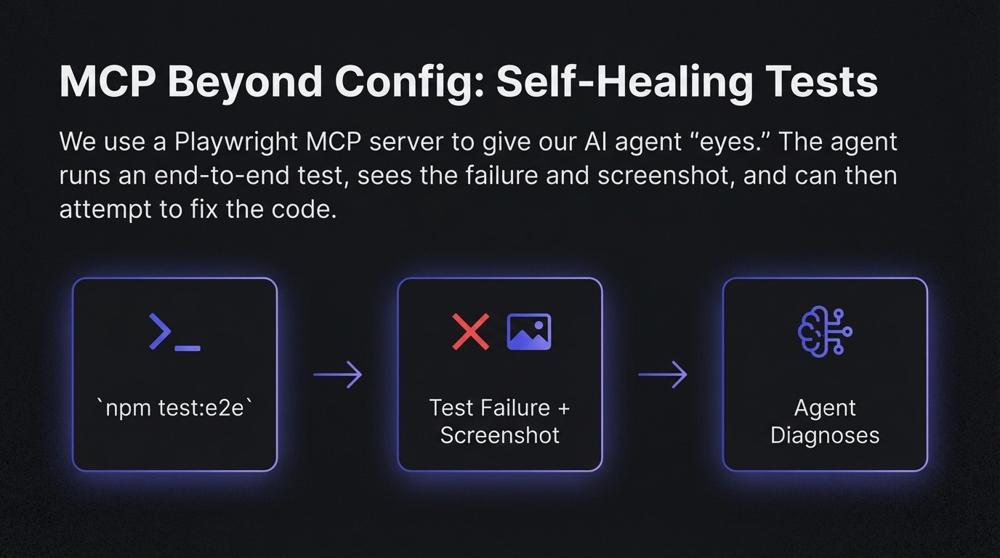 MCP Beyond Config: Self-Healing Tests
We use a Playwright MCP server to give our AI agent “eyes.” The agent
runs an end-to-end test, sees the failure and screenshot, and can then
attempt to fix the code.
`npm test:e2e`
Test Failure +
Screenshot
Agent
Diagnoses